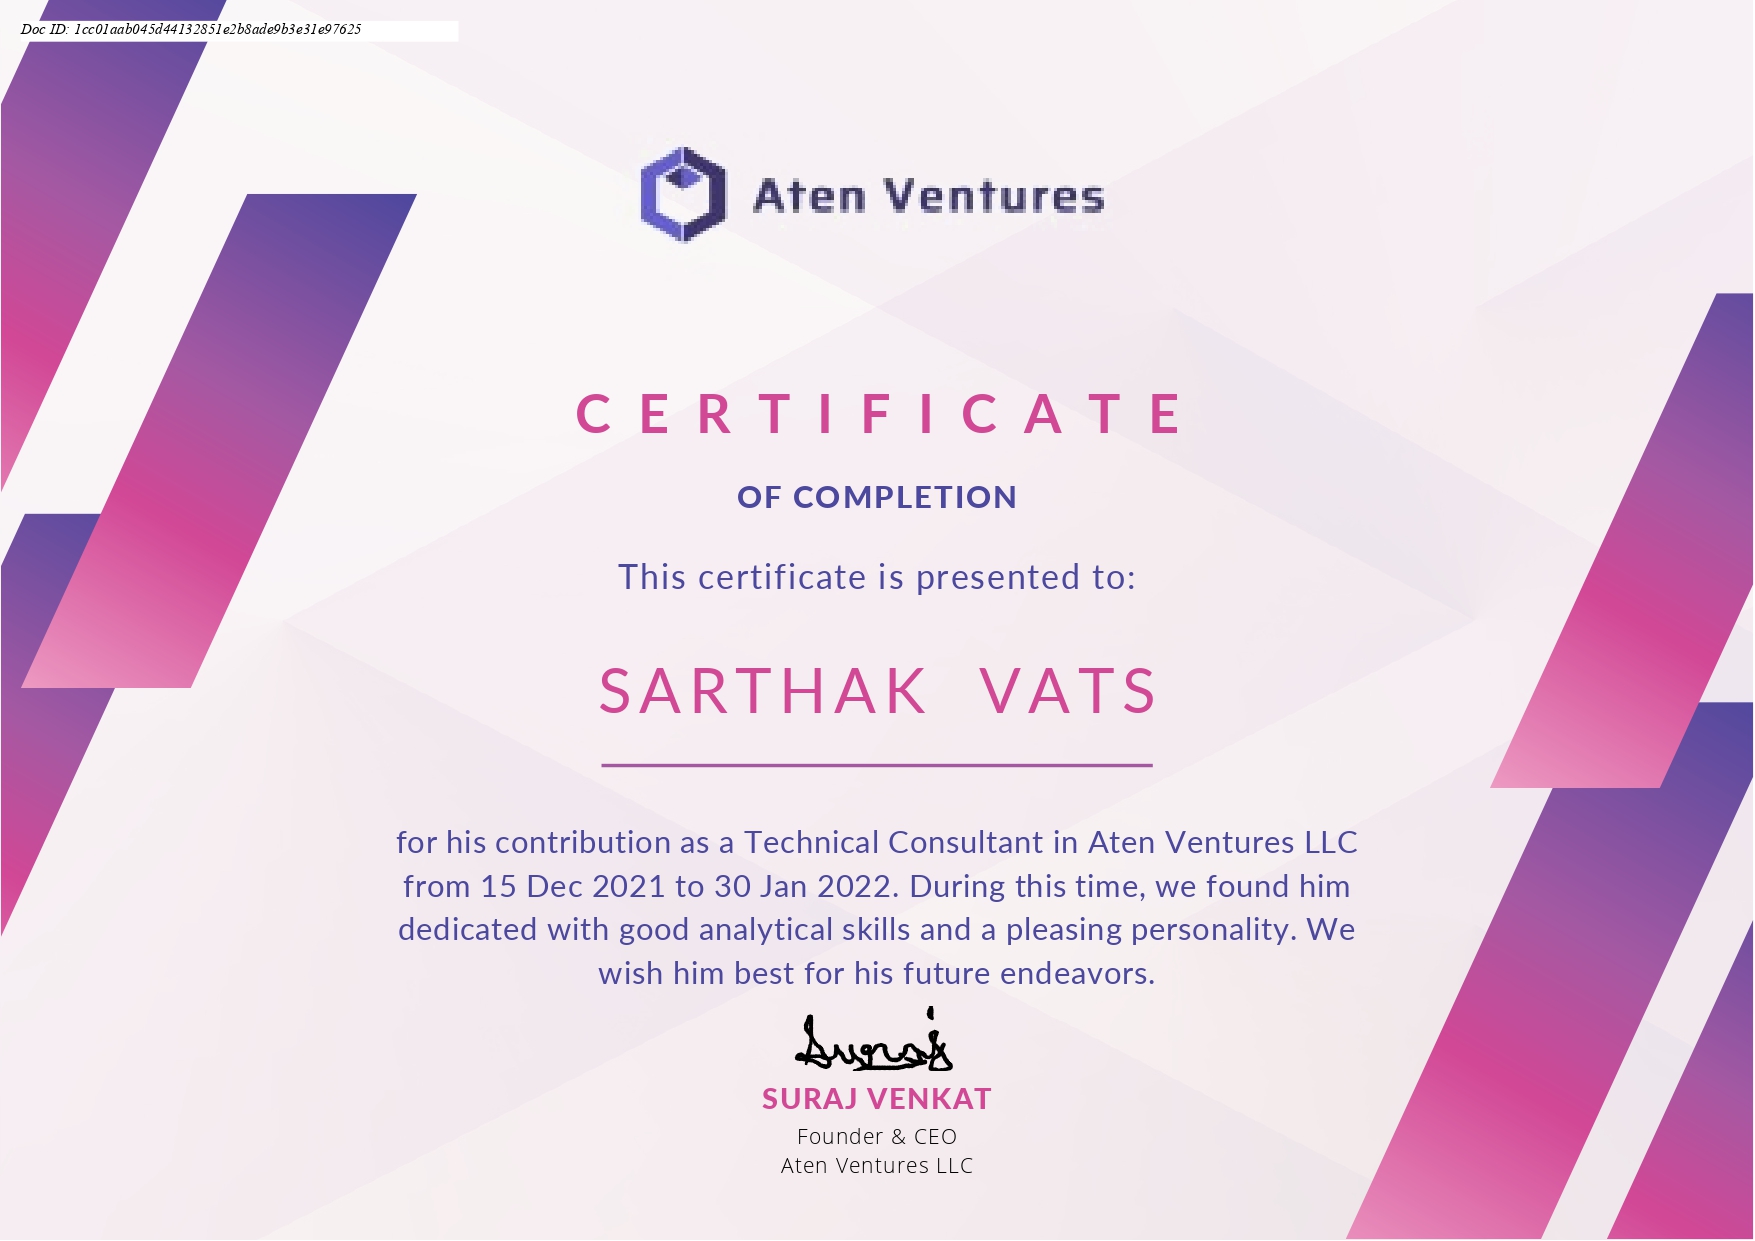 Doc ID: 1cc01aab045d44132851e2b8ade9b3e31e97625
Aten Ventures
CERTIFICATE
OF COMPLETION
This certificate is presented to:
SARTHAK VATS
for his contribution as a Technical Consultant in Aten Ventures LLC
from 15 Dec 2021 to 30 Jan 2022. During this time, we found him
dedicated with good analytical skills and a pleasing personality. We
wish him best for his future endeavors.
Suraj
SURAJ VENKAT
Founder & CEO
Aten Ventures LLC